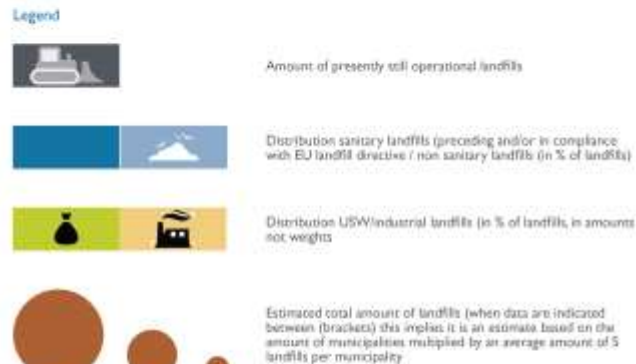 Legend
Amount of presently still operational landfills
Distribution sanitary landfills (preceding and/or in compliance
with EU landfill directive / non sanitary landfills (in % of landfills)
Distribution USW/industrial landfills (in % of landfills, in amounts
not weights
Estimated total amount of landfills (when data are indicated
between (brackets) this implies it is an estimate based on the
amount of municipalities multiplied by an average amount of 5
landfills per municipality